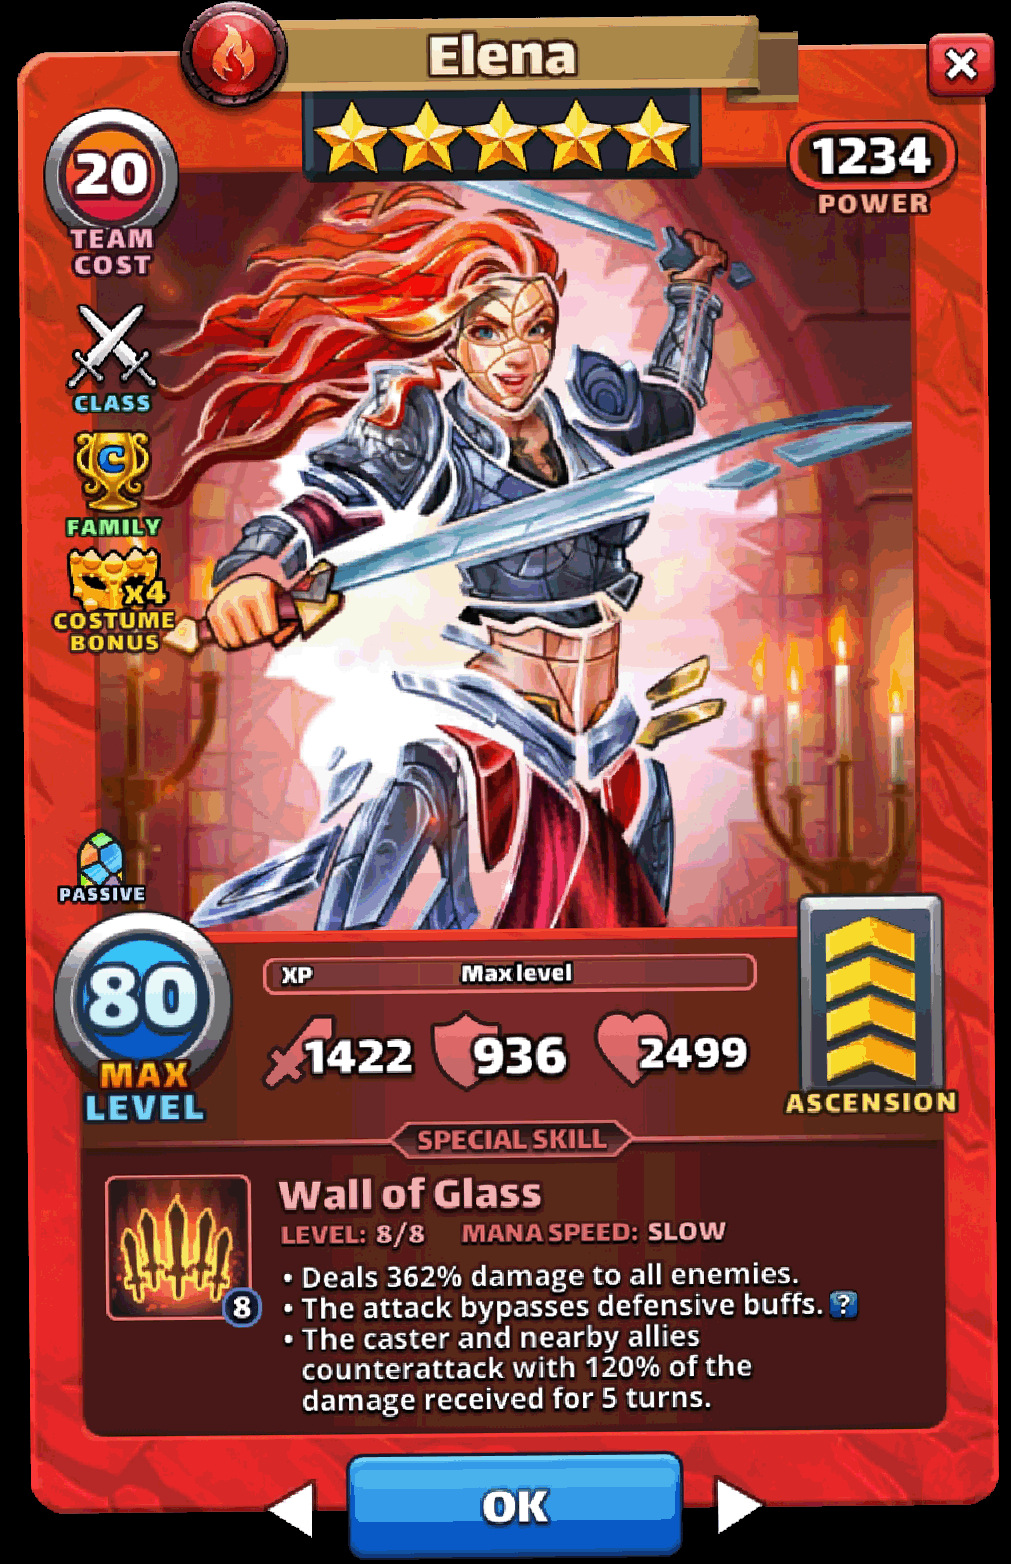 Elena
20
TEAM
COST
1234
POWER
CLASS
C
FAMILY
x4
COSTUME
BONUS
PASSIVE
80
MAX
LEVEL
XP Max level
1422 936 2499
ASCENSION
SPECIAL SKILL
Wall of Glass
LEVEL: 8/8 MANA SPEED: SLOW
8
• Deals 362% damage to all enemies.
• The attack bypasses defensive buffs. ?
• The caster and nearby allies
counterattack with 120% of the
damage received for 5 turns.
OK